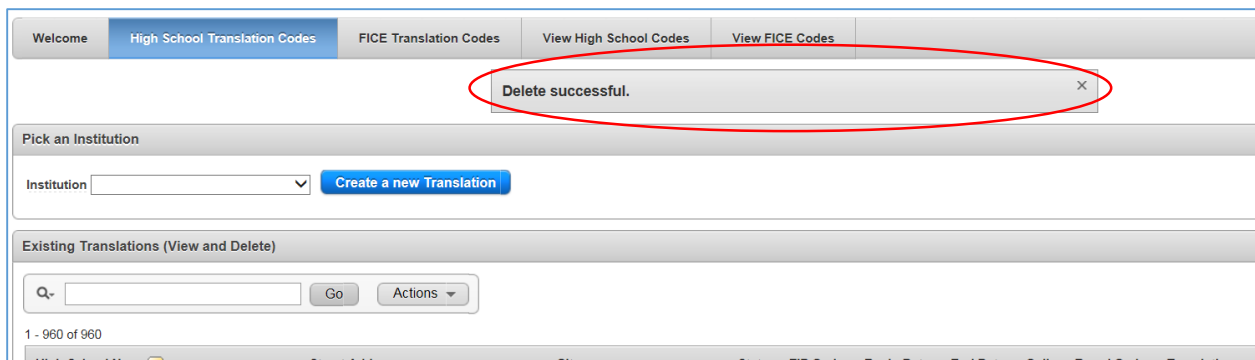 Welcome High School Translation Codes FICE Translation Codes View High School Codes View FICE Codes
Delete successful. ×
Pick an Institution
Institution Create a new Translation
Existing Translations (View and Delete)
Go Actions
1 - 960 of 960